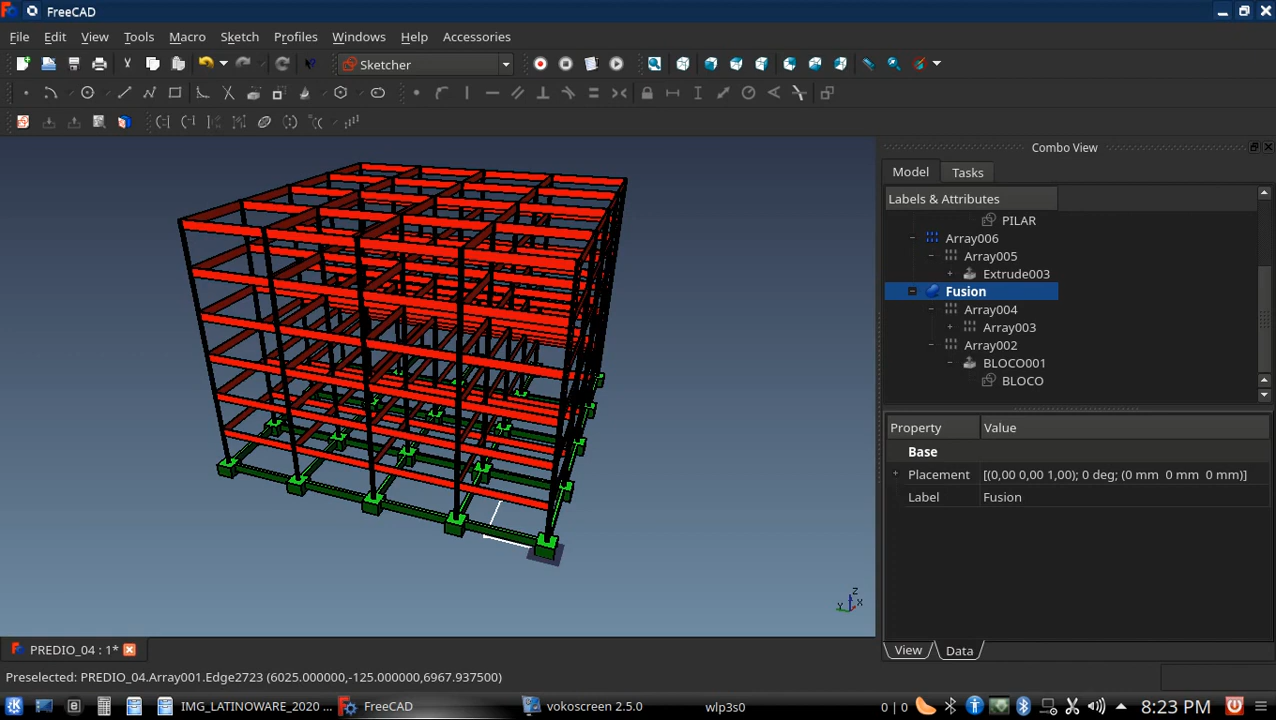 FreeCAD
File Edit View Tools Macro Sketch Profiles Windows Help Accessories
Sketcher
Combo View
Model Tasks
Labels & Attributes
PILAR
Array006
Array005
Extrude003
Fusion
Array004
Array003
Array002
BLOCO001
BLOCO
Property Value
Base
Placement [(0,00 0,00 1,00); 0 deg; (0 mm 0 mm 0 mm)]
Label Fusion
Z
Y X
PREDIO_04 : 1*
View Data
Preselected: PREDIO_04.Array001.Edge2723 (6025.000000,-125.000000,6967.937500)
IMG_LATINOWARE_2020 ... FreeCAD vokoscreen 2.5.0 wlp3s0 0 | 0 8:23 PM